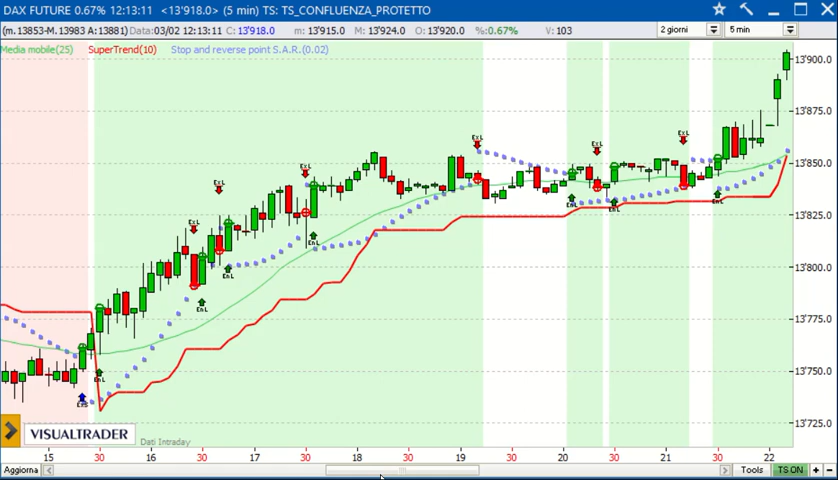 DAX FUTURE 0.67% 12:13:11 <13'918.0> (5 min) TS: TS_CONFLUENZA_PROTETTO
(m.13853-M.13983 A:13881) Data:03/02 12:13:11 C:13'918.0 m:13'915.0 M:13'924.0 O:13'920.0 %:0.67% V:103 2 giorni 5 min
Media mobile(25) SuperTrend(10) Stop and reverse point S.A.R.(0.02)
13'900.0
13'875.0
13'850.0
13'825.0
13'800.0
13'775.0
13'750.0
13'725.0
ExL
ExL
ExL
ExL
ExL
ExL
EnL
EnL
EnL
EnL
EnL
EnL
EnL
EnL
ExS
VISUALTRADER
Dati Intraday
15 30 16 30 17 30 18 30 19 30 20 30 21 30 22
Aggiorna Tools TS ON